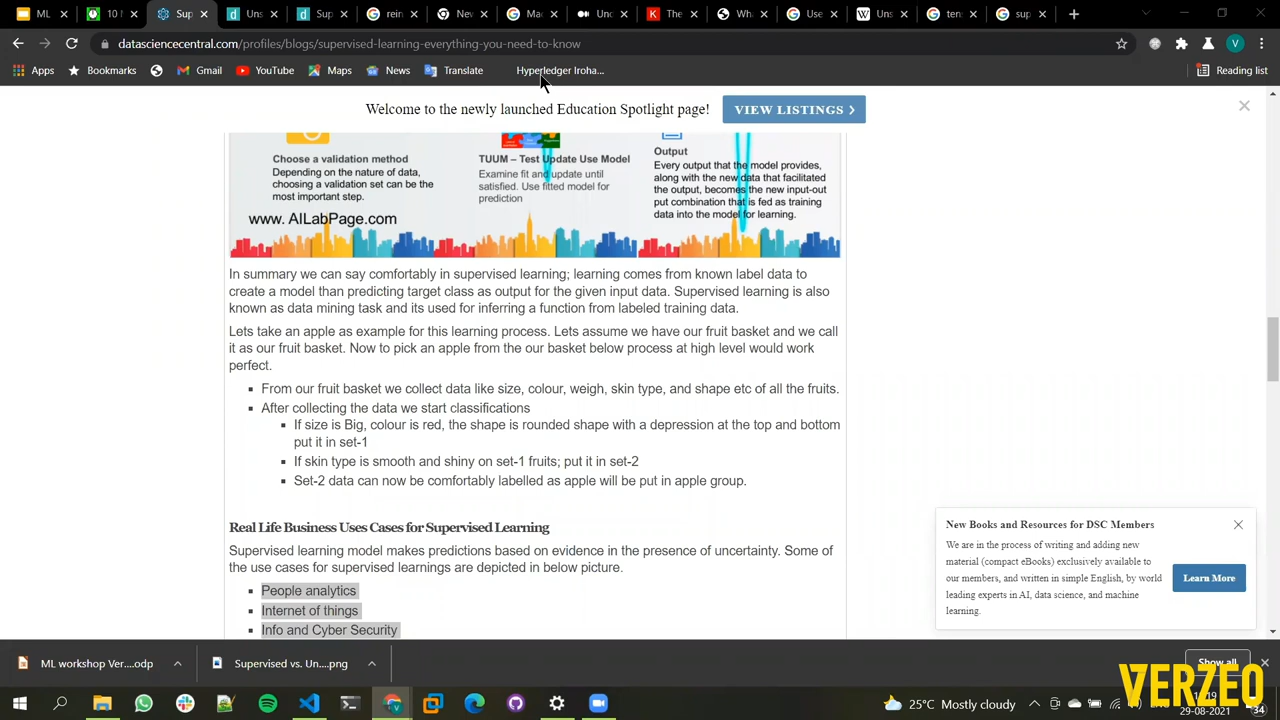 ML
10
Sup
Uns
Uns
rein
Nev
Mac
Unc
The
Wha
Use
Uns
ten
sup
datasciencecentral.com/profiles/blogs/supervised-learning-everything-you-need-to-know
V
Apps
Bookmarks
Gmail
YouTube
Maps
News
Translate
Hyperledger Iroha...
Reading list
Welcome to the newly launched Education Spotlight page!
VIEW LISTINGS
Choose a validation method
Depending on the nature of data,
choosing a validation set can be the
most important step.
www. AILabPage.com
TUUM – Test Update Use Model
Examine fit and update until
satisfied. Use fitted model for
prediction
Output
Every output that the model provides,
along with the new data that facilitated
the output, becomes the new input-out
put combination that is fed as training
data into the model for learning.
In summary we can say comfortably in supervised learning; learning comes from known label data to
create a model than predicting target class as output for the given input data. Supervised learning is also
known as data mining task and its used for inferring a function from labeled training data.
Lets take an apple as example for this learning process. Lets assume we have our fruit basket and we call
it as our fruit basket. Now to pick an apple from the our basket below process at high level would work
perfect.
From our fruit basket we collect data like size, colour, weigh, skin type, and shape etc of all the fruits.
After collecting the data we start classifications
If size is Big, colour is red, the shape is rounded shape with a depression at the top and bottom
put it in set-1
If skin type is smooth and shiny on set-1 fruits; put it in set-2
Set-2 data can now be comfortably labelled as apple will be put in apple group.
Real Life Business Uses Cases for Supervised Learning
Supervised learning model makes predictions based on evidence in the presence of uncertainty. Some of
the use cases for supervised learnings are depicted in below picture.
People analytics
Internet of things
Info and Cyber Security
New Books and Resources for DSC Members
We are in the process of writing and adding new
material (compact eBooks) exclusively available to
our members, and written in simple English, by world
leading experts in AI, data science, and machine
learning.
Learn More
ML workshop Ver....odp
Supervised vs. Un....png
Show all
VERZEO
25°C Mostly cloudy
29-08-2021
34